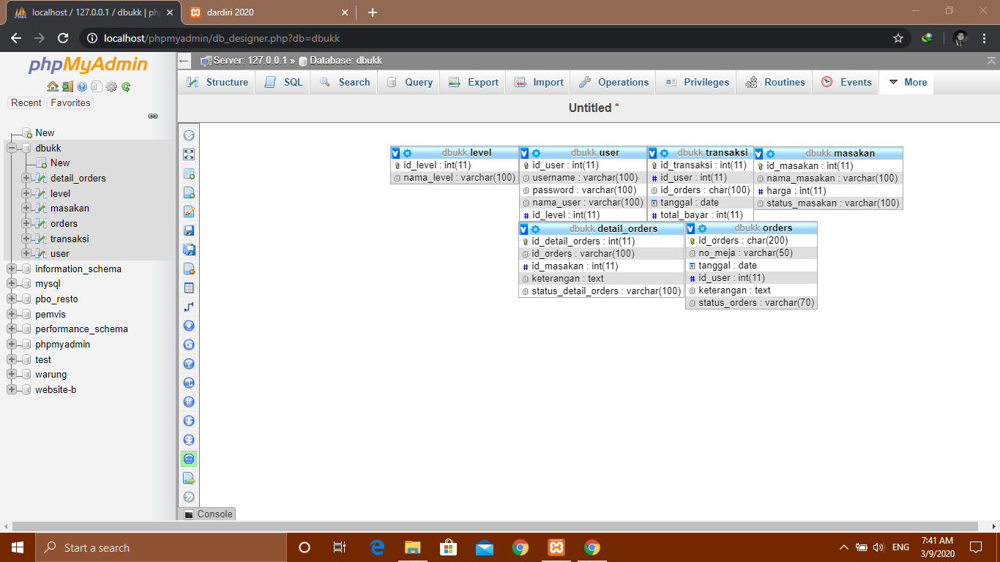 localhost / 127.0.0.1 / dbukk | ph
dardiri 2020
localhost/phpmyadmin/db_designer.php?db=dbukk
phpMyAdmin
Recent
Favorites
New
dbukk
New
detail_orders
level
masakan
orders
transaksi
user
information_schema
mysql
pbo_resto
pemvis
performance_schema
phpmyadmin
test
warung
website-b
Server: 127.0.0.1 » Database: dbukk
Structure
SQL
Search
Query
Export
Import
Operations
Privileges
Routines
Events
More
Untitled *
dbukk level
id_level : int(11)
nama_level : varchar(100)
dbukk user
id_user : int(11)
username : varchar(100)
password : varchar(100)
nama_user : varchar(100)
id_level : int(11)
dbukk transaksi
id_transaksi : int(11)
id_user : int(11)
id_orders : char(100)
tanggal : date
total_bayar : int(11)
dbukk masakan
id_masakan : int(11)
nama_masakan : varchar(100)
harga : int(11)
status_masakan : varchar(100)
dbukk detail_orders
id_detail_orders : int(11)
id_orders : varchar(100)
id_masakan : int(11)
keterangan : text
status_detail_orders : varchar(100)
dbukk orders
id_orders : char(200)
no_meja : varchar(50)
tanggal : date
id_user : int(11)
keterangan : text
status_orders : varchar(70)
Console
Start a search
ENG
7:41 AM
3/9/2020